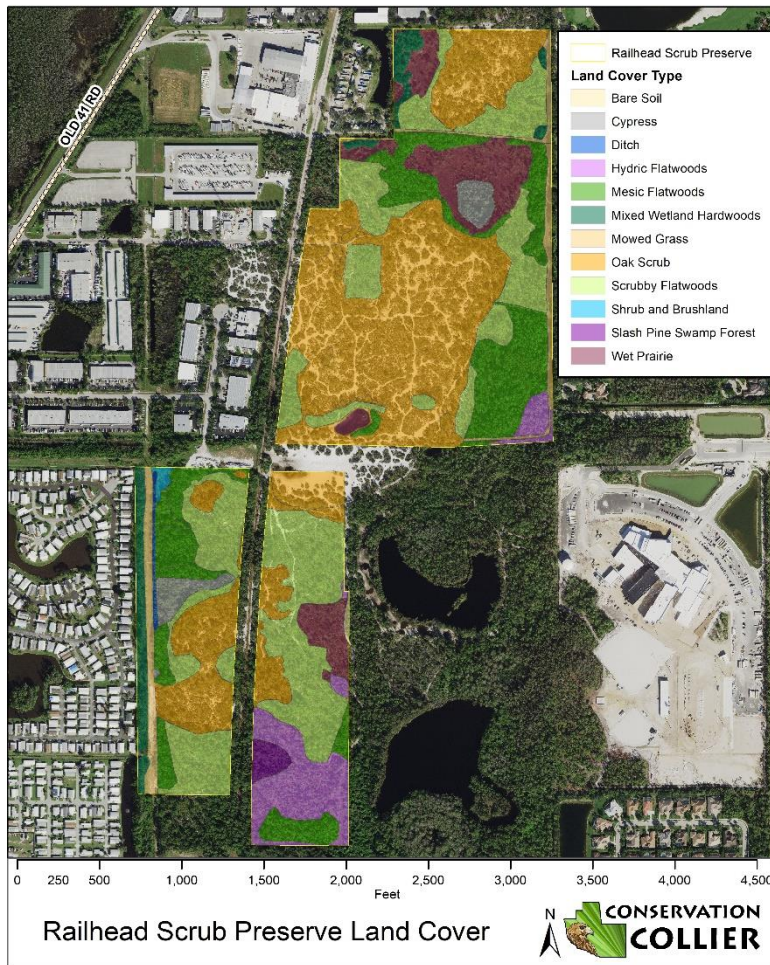 OLD 41 RD
Railhead Scrub Preserve
Land Cover Type
Bare Soil
Cypress
Ditch
Hydric Flatwoods
Mesic Flatwoods
Mixed Wetland Hardwoods
Mowed Grass
Oak Scrub
Scrubby Flatwoods
Shrub and Brushland
Slash Pine Swamp Forest
Wet Prairie
0 250 500 1,000 1,500 2,000 2,500 3,000 3,500 4,000 4,500
Feet
Railhead Scrub Preserve Land Cover
N
CONSERVATION
COLLIER